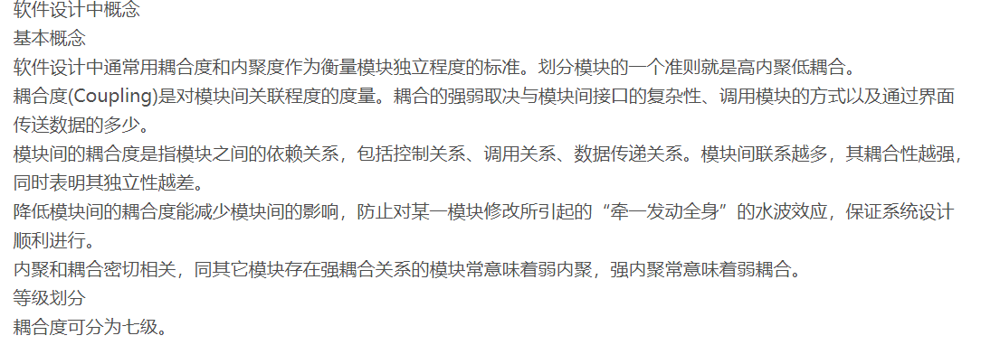 软件设计中概念
基本概念
软件设计中通常用耦合度和内聚度作为衡量模块独立程度的标准。划分模块的一个准则就是高内聚低耦合。
耦合度(Coupling)是对模块间关联程度的度量。耦合的强弱取决与模块间接口的复杂性、调用模块的方式以及通过界面
传送数据的多少。
模块间的耦合度是指模块之间的依赖关系，包括控制关系、调用关系、数据传递关系。模块间联系越多，其耦合性越强，
同时表明其独立性越差。
降低模块间的耦合度能减少模块间的影响，防止对某一模块修改所引起的“牵一发动全身”的水波效应，保证系统设计
顺利进行。
内聚和耦合密切相关，同其它模块存在强耦合关系的模块常意味着弱内聚，强内聚常意味着弱耦合。
等级划分
耦合度可分为七级。